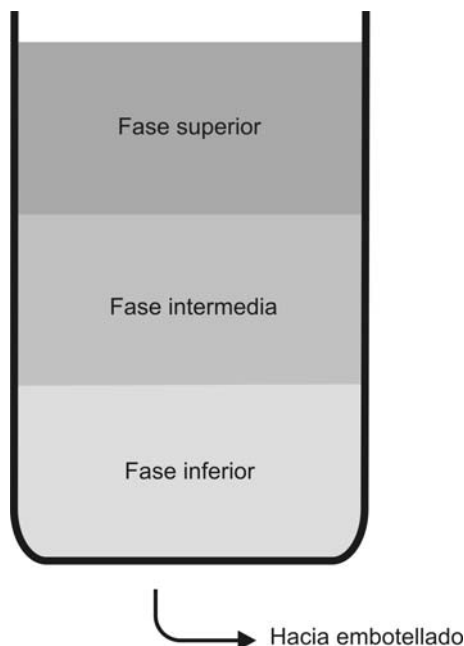 Fase superior
Fase intermedia
Fase inferior
Hacia embotellado